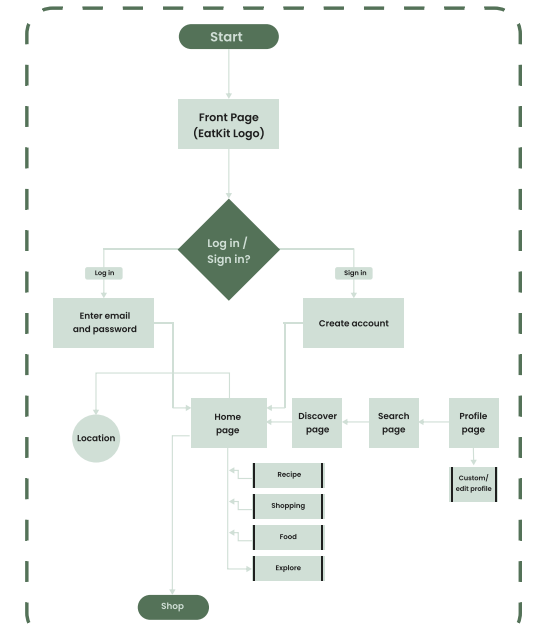 Start
Front Page
(EatKit Logo)
Log in /
Sign in?
Log in
Sign in
Enter email
and password
Create account
Location
Home
page
Discover
page
Search
page
Profile
page
Custom/
edit profile
Recipe
Shopping
Food
Explore
Shop